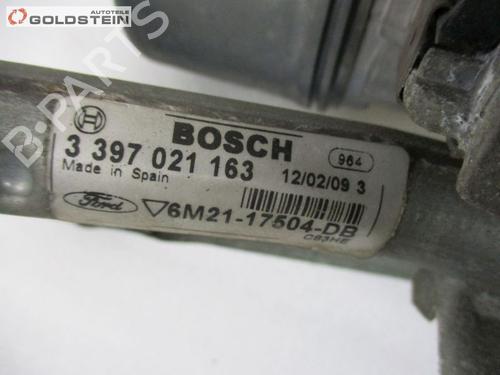 Autoteile
GOLDSTEIN
B-PARTS
BOSCH
3 397 021 163
964
Made in Spain
12/02/09 3
Ford
6M21-17504-DB
C83HE